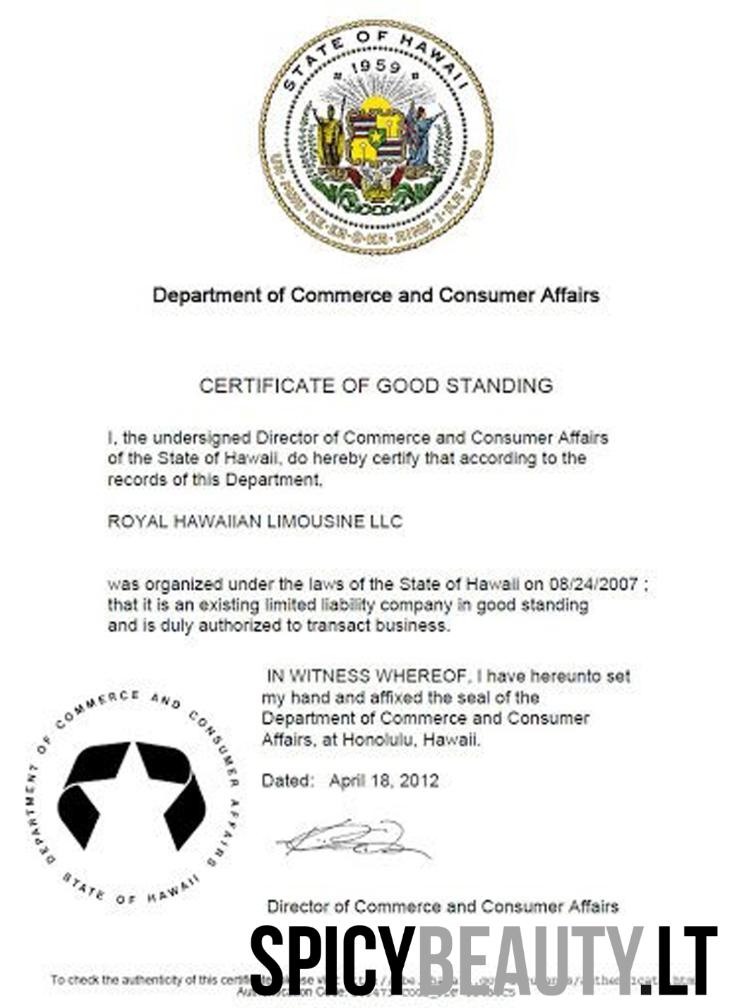 STATE OF HAWAII
1959
UA MAU KE EA O KA AINA I KA PONO
Department of Commerce and Consumer Affairs
CERTIFICATE OF GOOD STANDING
I, the undersigned Director of Commerce and Consumer Affairs
of the State of Hawaii, do hereby certify that according to the
records of this Department,
ROYAL HAWAIIAN LIMOUSINE LLC
was organized under the laws of the State of Hawaii on 08/24/2007 ;
that it is an existing limited liability company in good standing
and is duly authorized to transact business.
IN WITNESS WHEREOF, I have hereunto set
my hand and affixed the seal of the
Department of Commerce and Consumer
Affairs, at Honolulu, Hawaii.
Dated: April 18, 2012
DEPARTMENT OF COMMERCE AND CONSUMER AFFAIRS
STATE OF HAWAII
Director of Commerce and Consumer Affairs
SPICYBEAUTY.LT
To check the authenticity of this